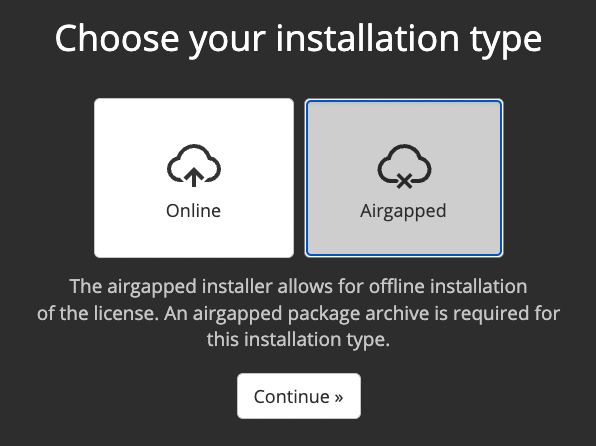 Choose your installation type
Online
Airgapped
The airgapped installer allows for offline installation
of the license. An airgapped package archive is required for
this installation type.
Continue »